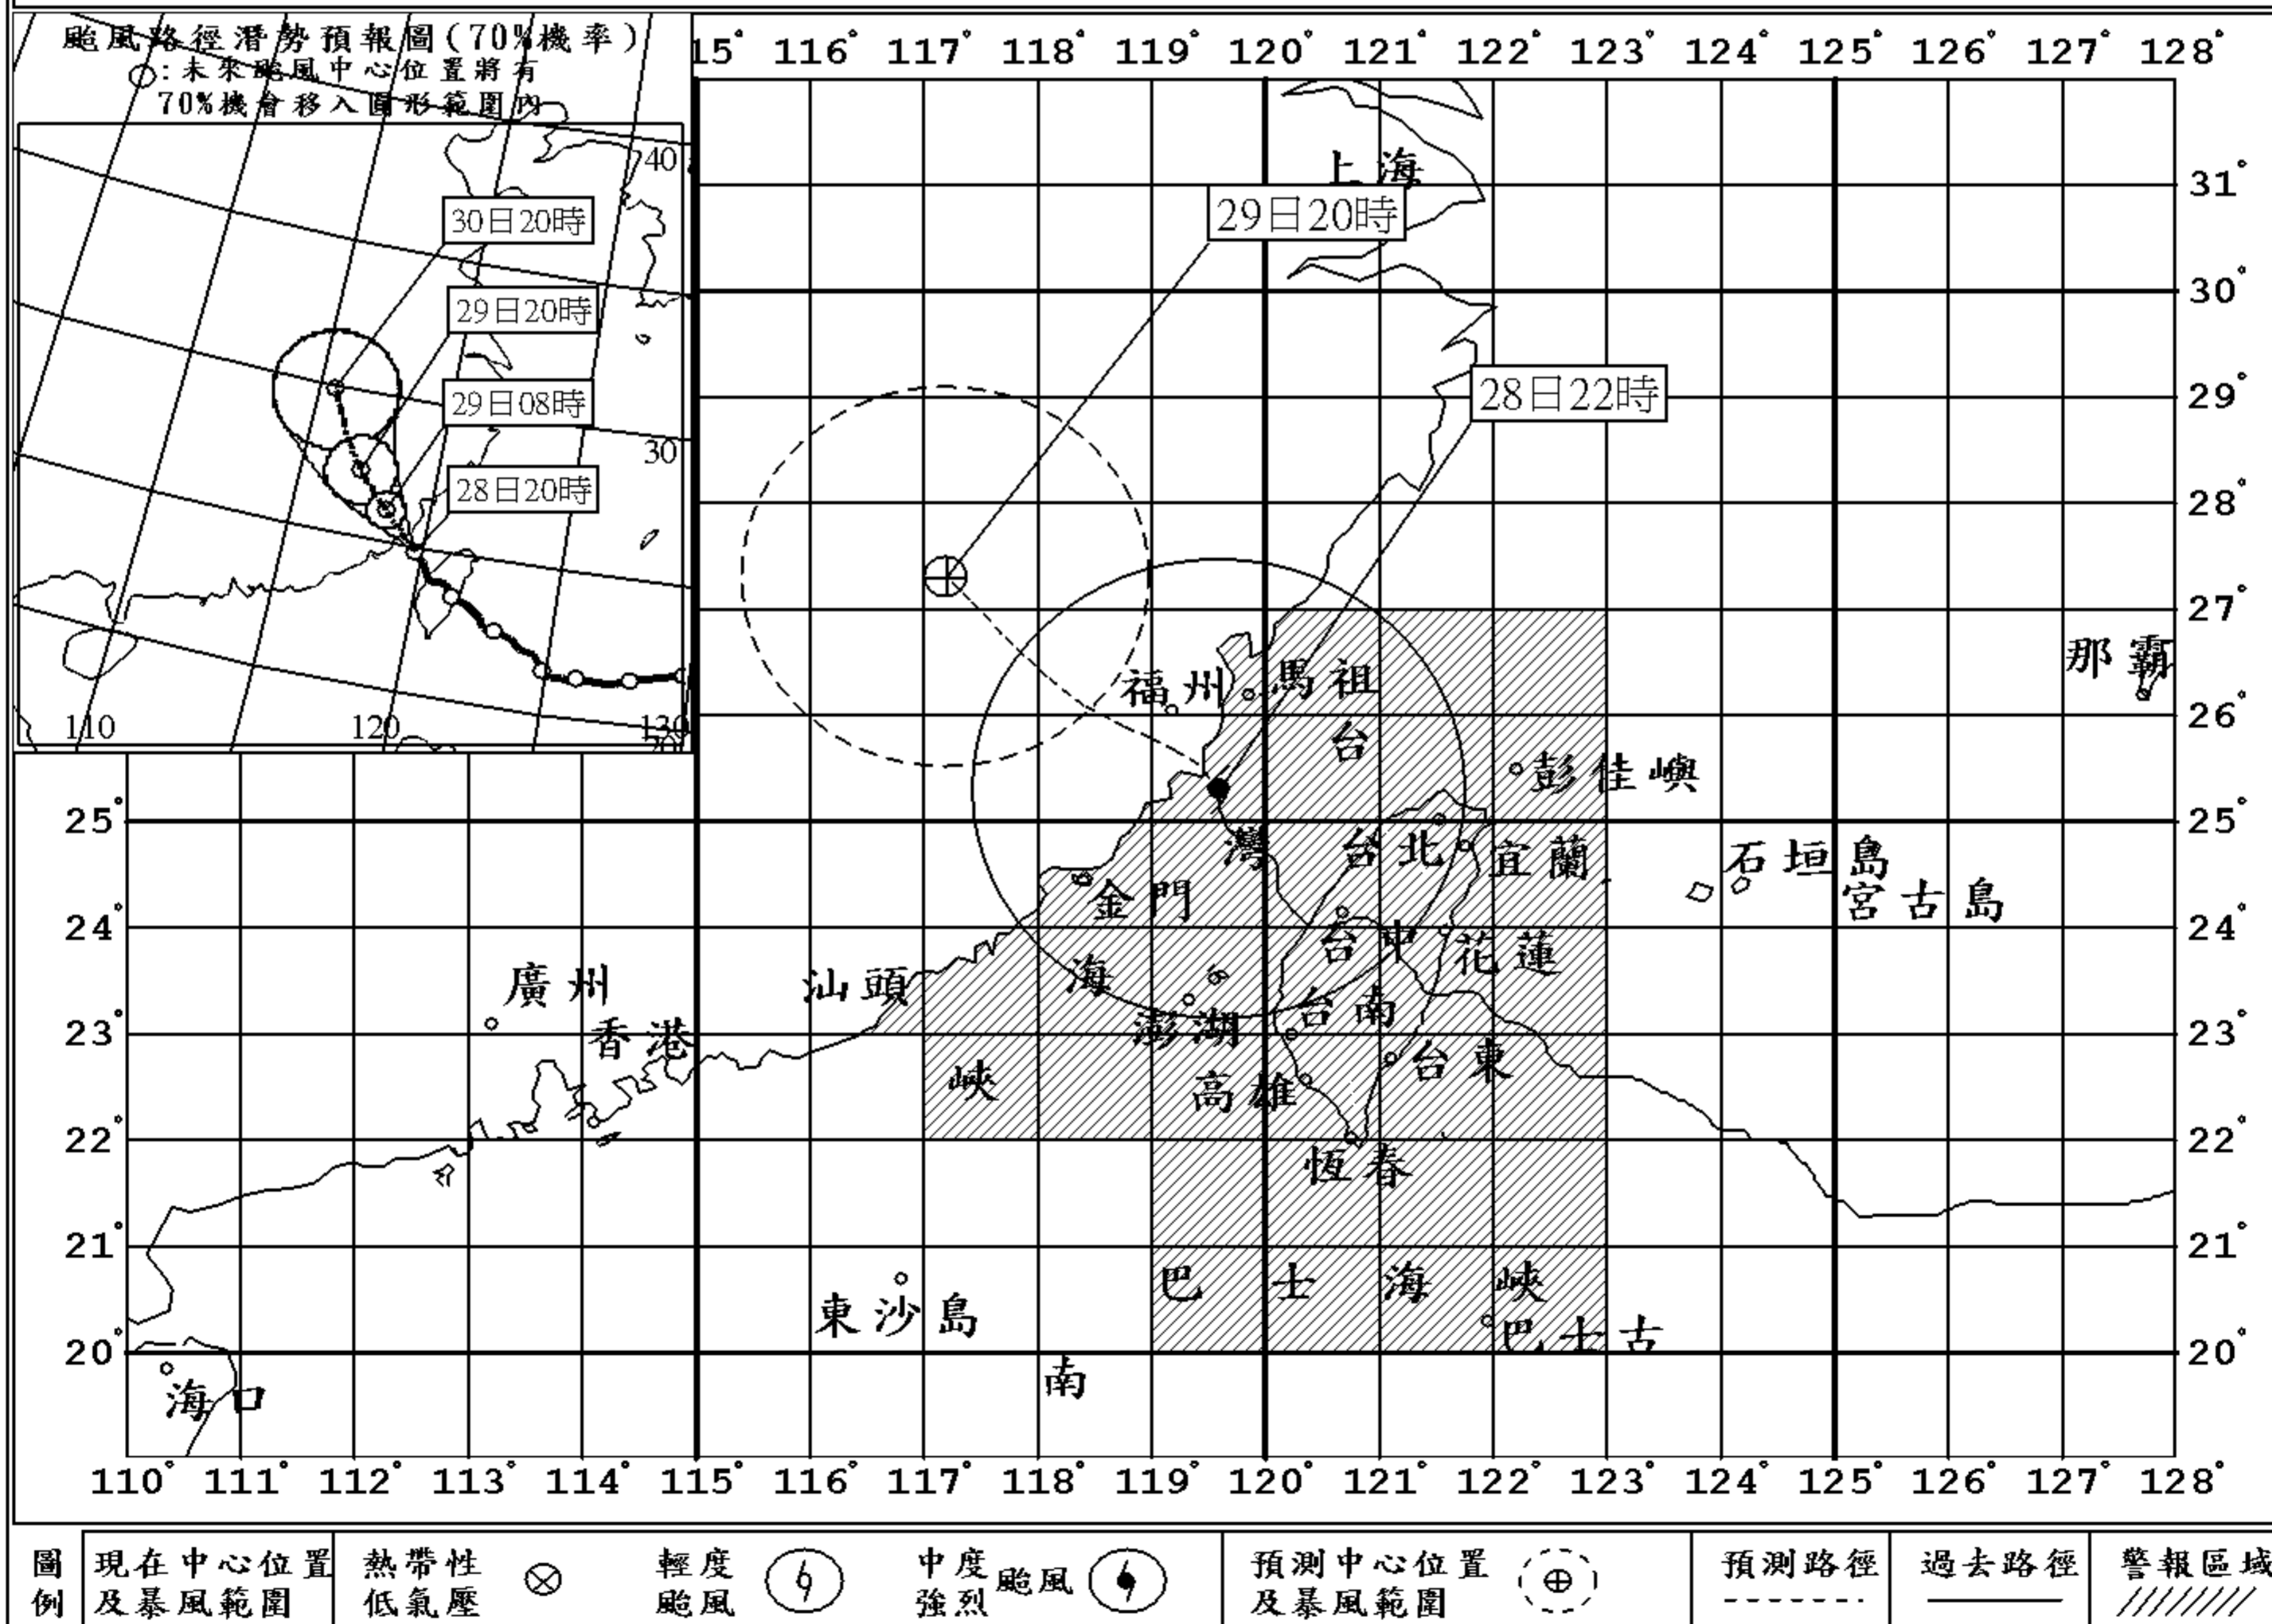 颱風路徑潛勢預報圖(70%機率)
○:未來颱風中心位置將有
70%機會移入圓形範圍內
40
30日20時
29日20時
29日08時
30
28日20時
110 120 130
20
15° 116° 117° 118° 119° 120° 121° 122° 123° 124° 125° 126° 127° 128°
上海
31°
29日20時
30°
28日22時
29°
28°
27°
那霸
福州 馬祖
26°
台
彭佳嶼
25° 25°
灣 台北 宜蘭 石垣島
金門 宮古島
24° 24°
台中 花蓮
廣州 汕頭 海
台南
香港 澎湖
23° 23°
台東
峽 高雄
22° 22°
恆春
21° 21°
巴士海峽
東沙島
巴士古
20° 20°
南
海口
110° 111° 112° 113° 114° 115° 116° 117° 118° 119° 120° 121° 122° 123° 124° 125° 126° 127° 128°
圖例
現在中心位置
及暴風範圍
熱帶性
低氣壓
輕度
颱風
中度
強烈
颱風
預測中心位置
及暴風範圍
預測路徑
過去路徑
警報區域